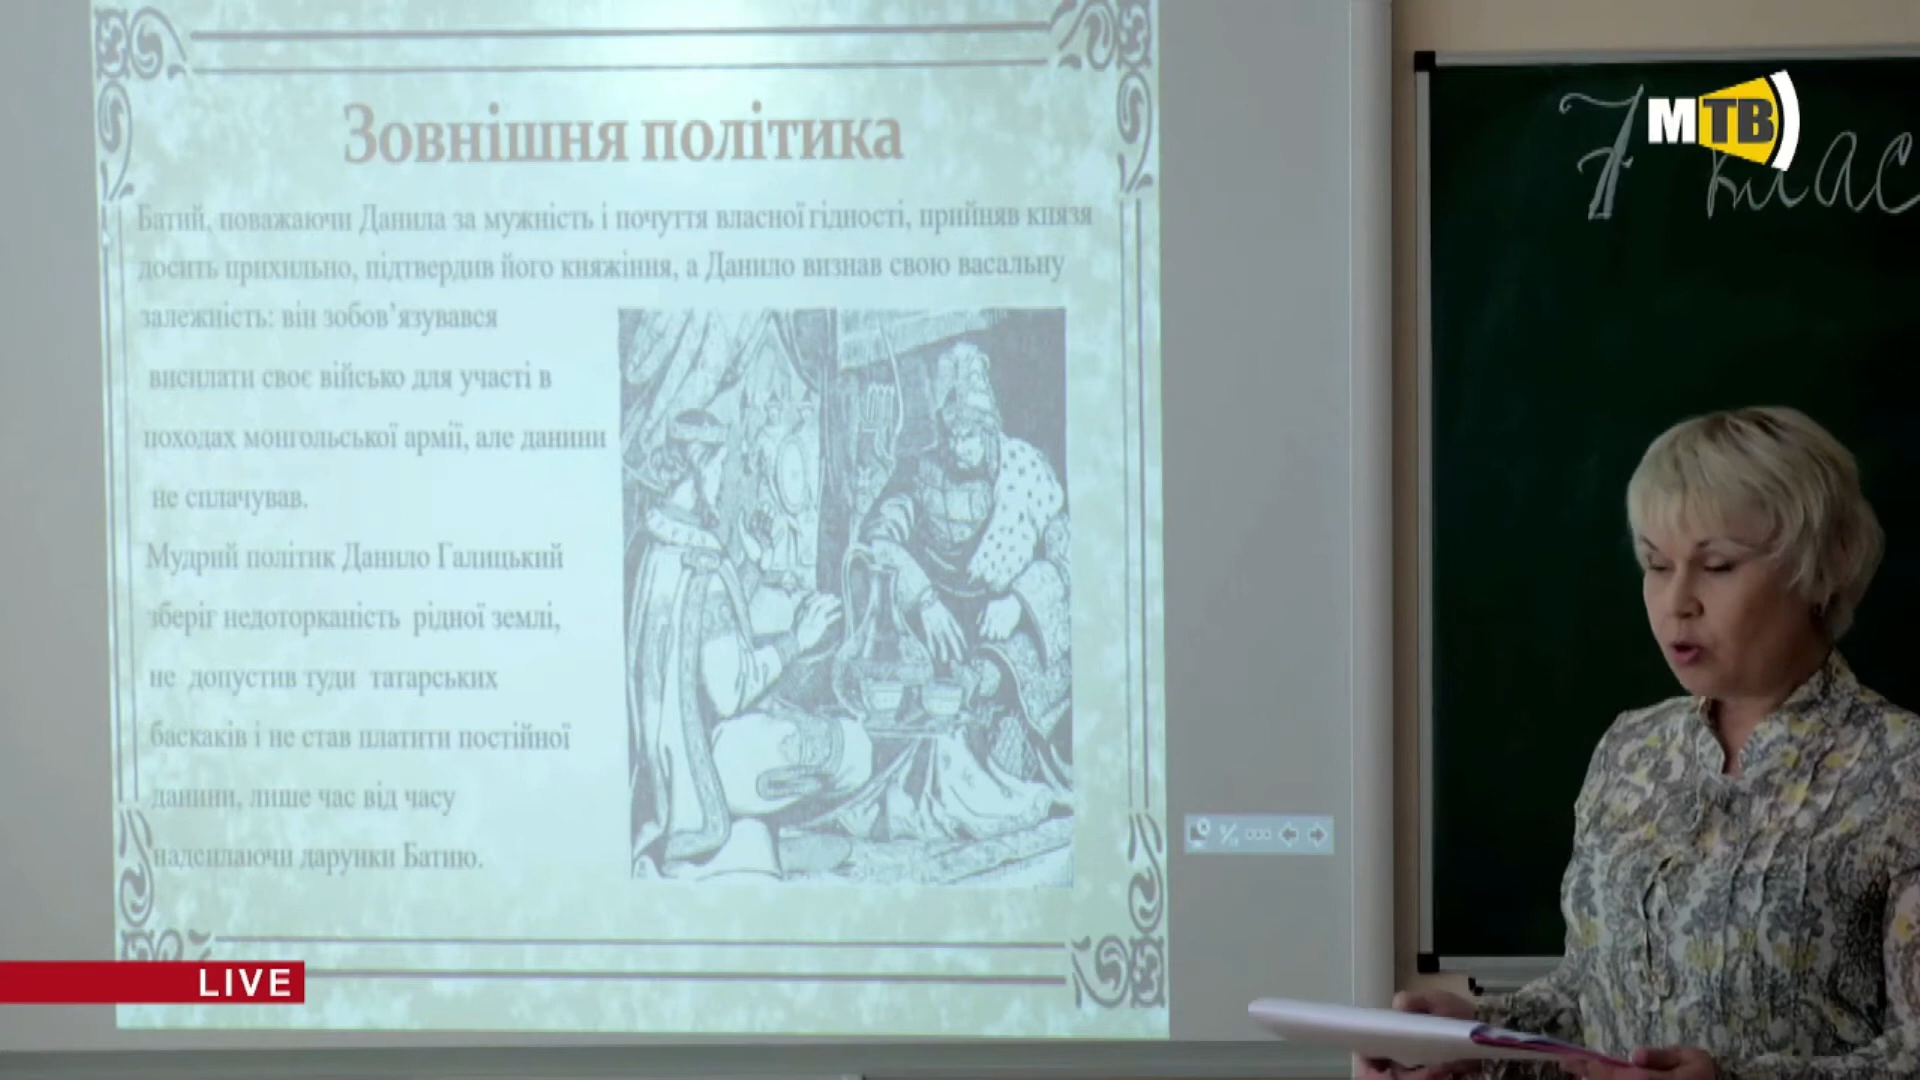 Зовнішня політика
Батий, поважаючи Данила за мужність і почуття власної гідності, прийняв князя
досить прихильно, підтвердив його княжіння, а Данило визнав свою васальну
залежність: він зобов’язувався
висилати своє військо для участі в
походах монгольської армії, але данини
не сплачував.
Мудрий політик Данило Галицький
зберіг недоторканість рідної землі,
не допустив туди татарських
баскаків і не став платити постійної
данини, лише час від часу
надсилаючи дарунки Батию.
7 клас
МТВ
LIVE